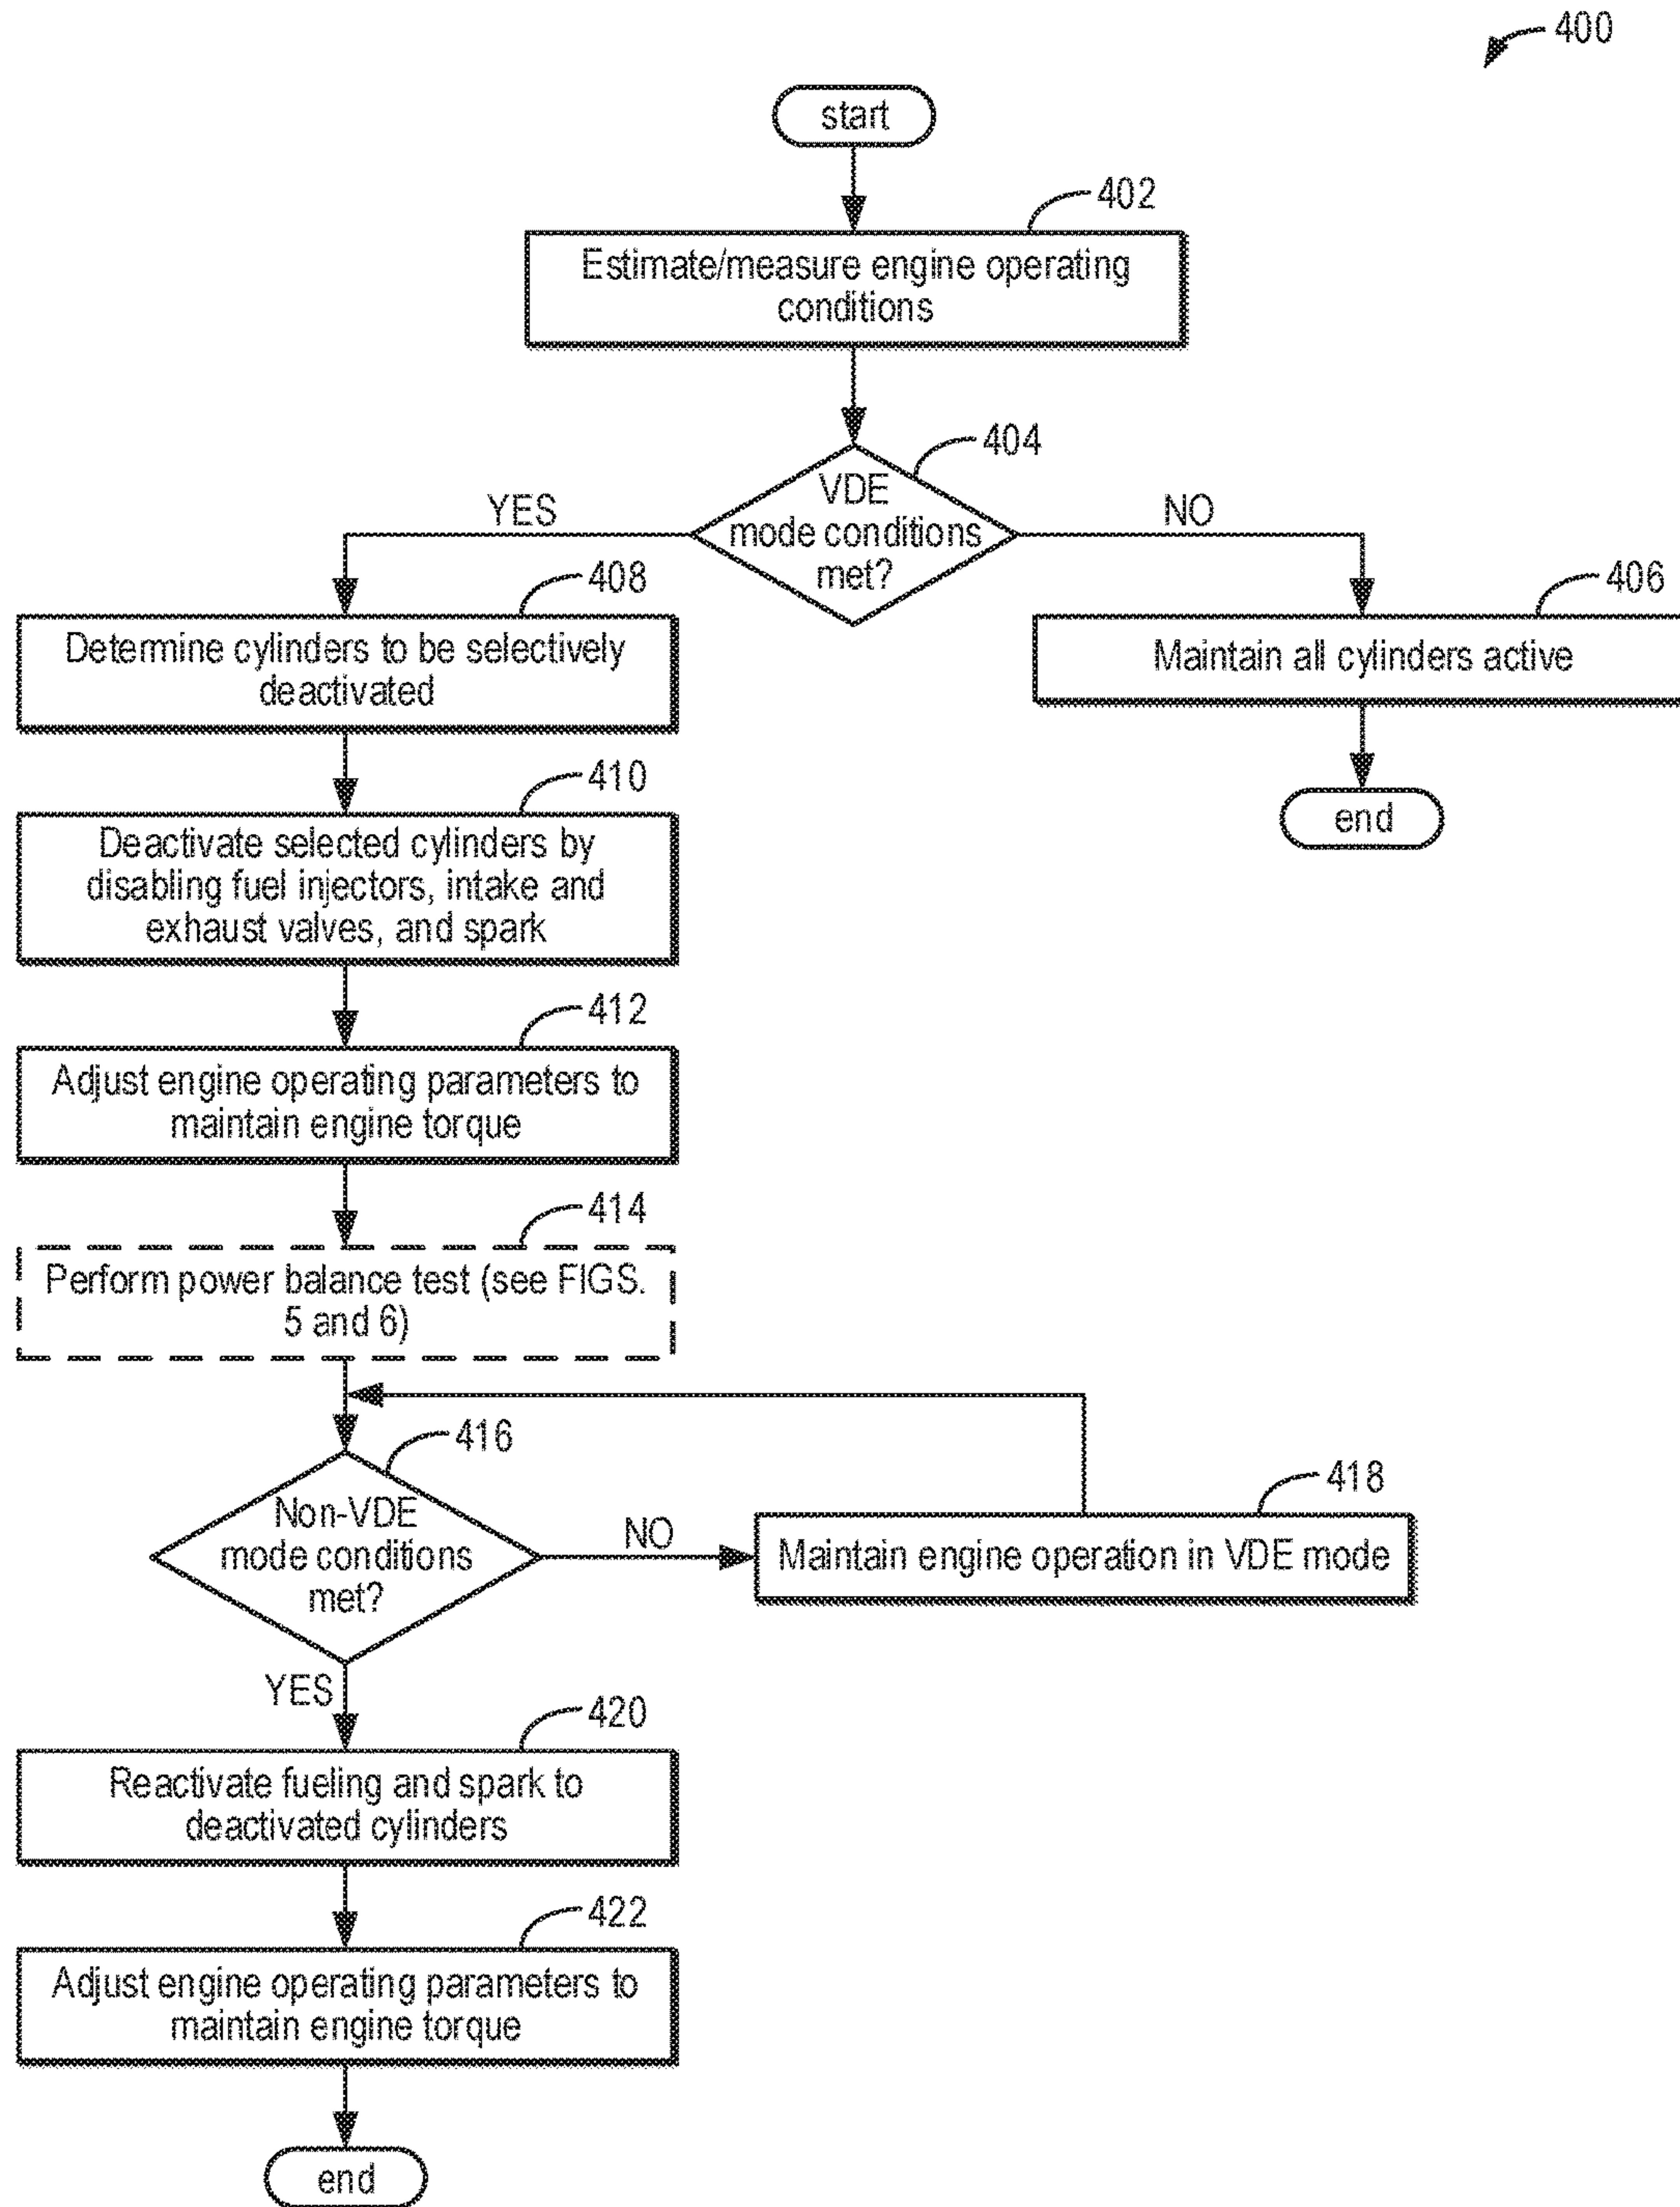 400
start
402
Estimate/measure engine operating
conditions
404
VDE
mode conditions
met?
YES
NO
408
Determine cylinders to be selectively
deactivated
406
Maintain all cylinders active
end
410
Deactivate selected cylinders by
disabling fuel injectors, intake and
exhaust valves, and spark
412
Adjust engine operating parameters to
maintain engine torque
414
Perform power balance test (see FIGS.
5 and 6)
416
Non-VDE
mode conditions
met?
NO
418
Maintain engine operation in VDE mode
YES
420
Reactivate fueling and spark to
deactivated cylinders
422
Adjust engine operating parameters to
maintain engine torque
end